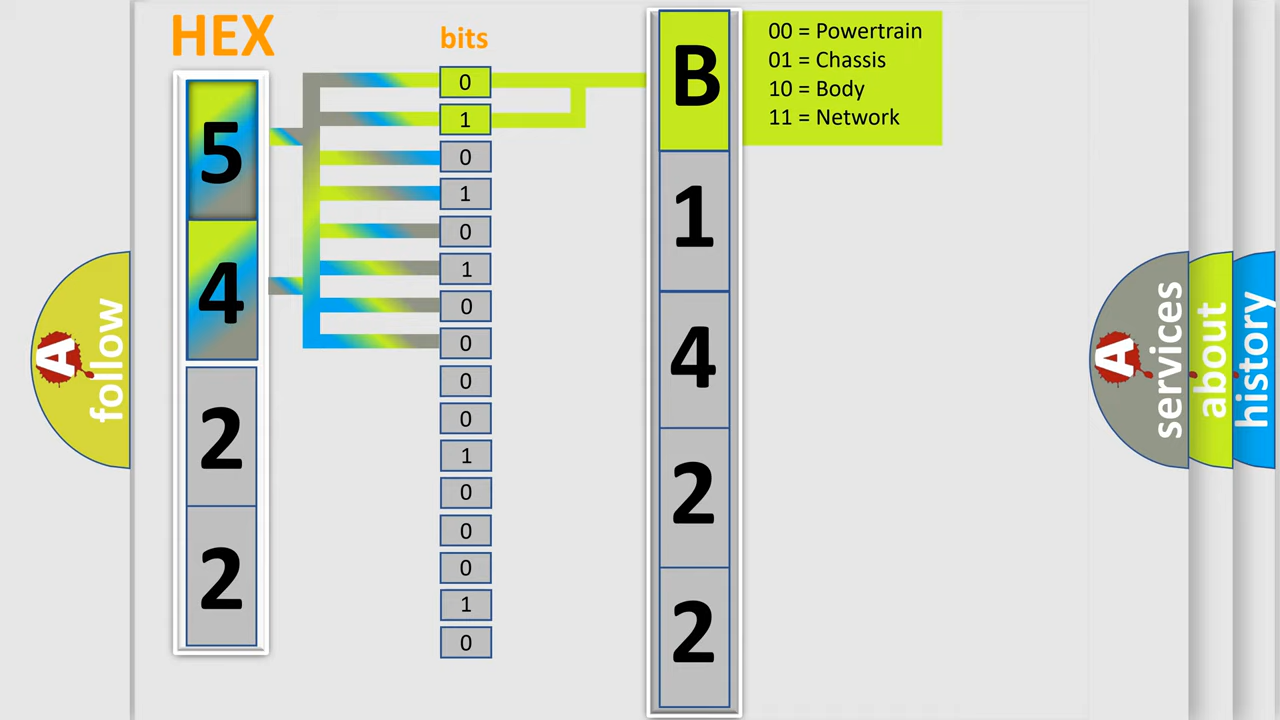 HEX
bits
5
4
2
2
0
1
0
1
0
1
0
0
0
0
1
0
0
0
1
0
B
1
4
2
2
00 = Powertrain
01 = Chassis
10 = Body
11 = Network
A
follow
A
services
about
history